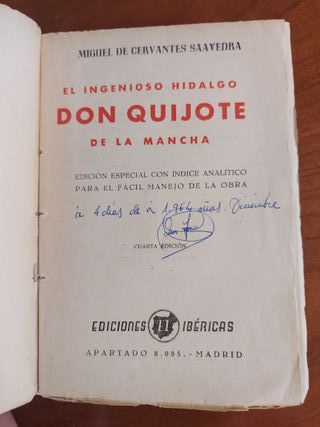 MIGUEL DE CERVANTES SAAVEDRA
EL INGENIOSO HIDALGO
DON QUIJOTE
DE LA MANCHA
EDICIÓN ESPECIAL CON ÍNDICE ANALÍTICO
PARA EL FÁCIL MANEJO DE LA OBRA
4 días de 1.964 años. Diciembre
CUARTA EDICIÓN
EDICIONES IBÉRICAS
APARTADO 8.085.-MADRID